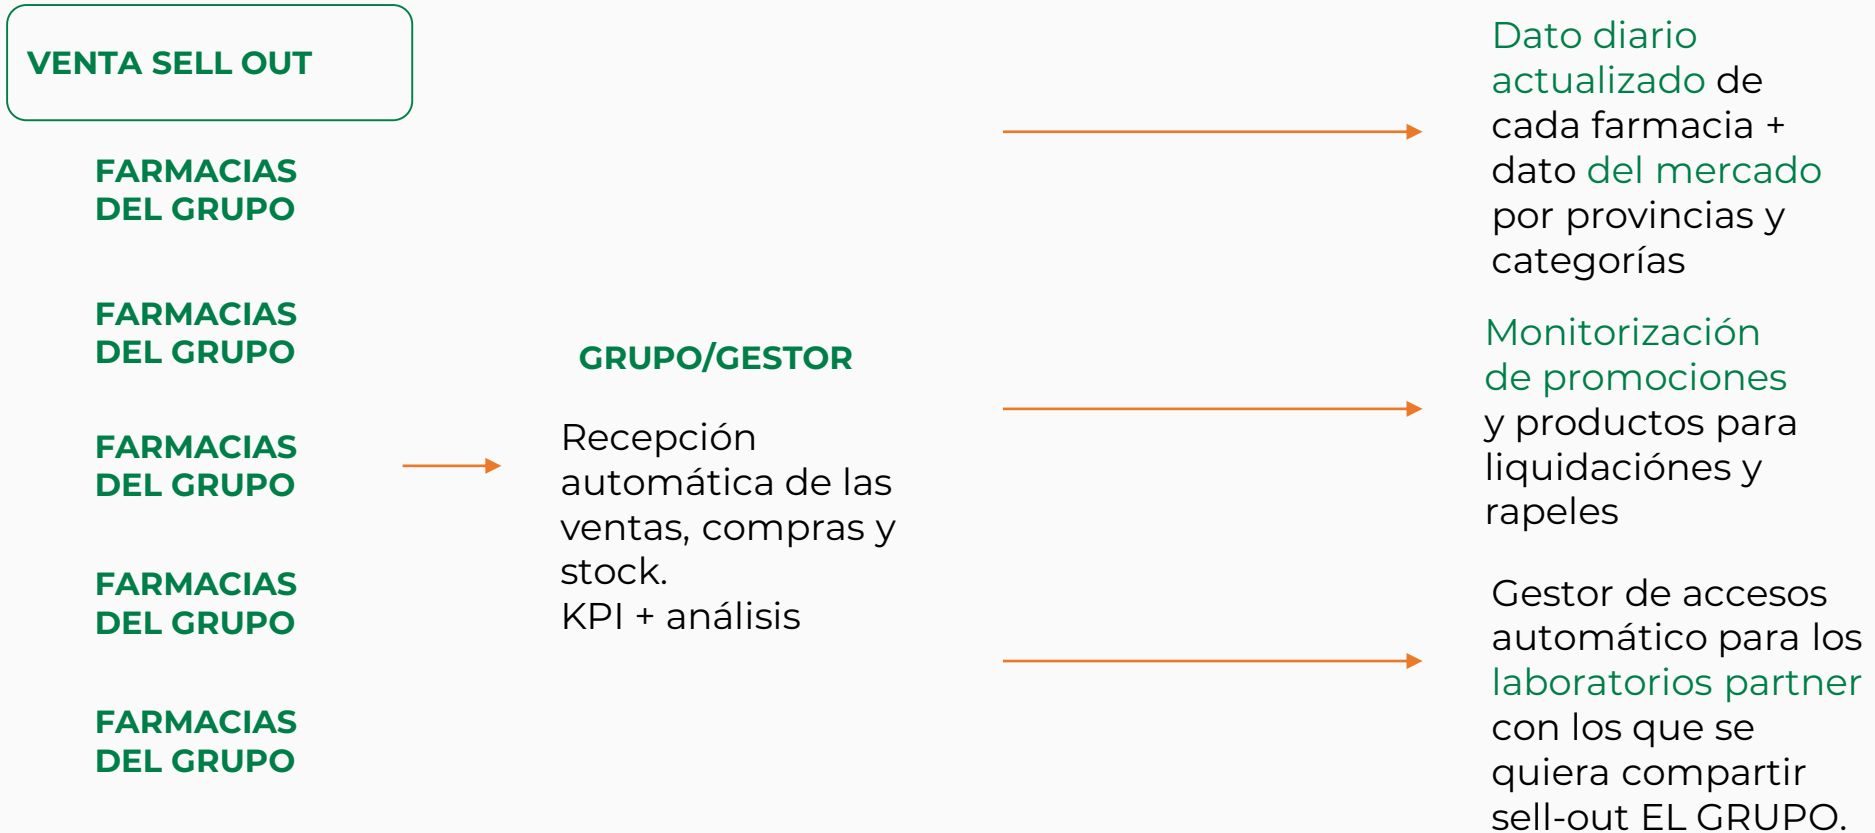 VENTA SELL OUT
FARMACIAS
DEL GRUPO
FARMACIAS
DEL GRUPO
FARMACIAS
DEL GRUPO
FARMACIAS
DEL GRUPO
FARMACIAS
DEL GRUPO
GRUPO/GESTOR
Recepción
automática de las
ventas, compras y
stock.
KPI + análisis
Dato diario
actualizado de
cada farmacia +
dato del mercado
por provincias y
categorías
Monitorización
de promociones
y productos para
liquidaciónes y
rapeles
Gestor de accesos
automático para los
laboratorios partner
con los que se
quiera compartir
sell-out EL GRUPO.